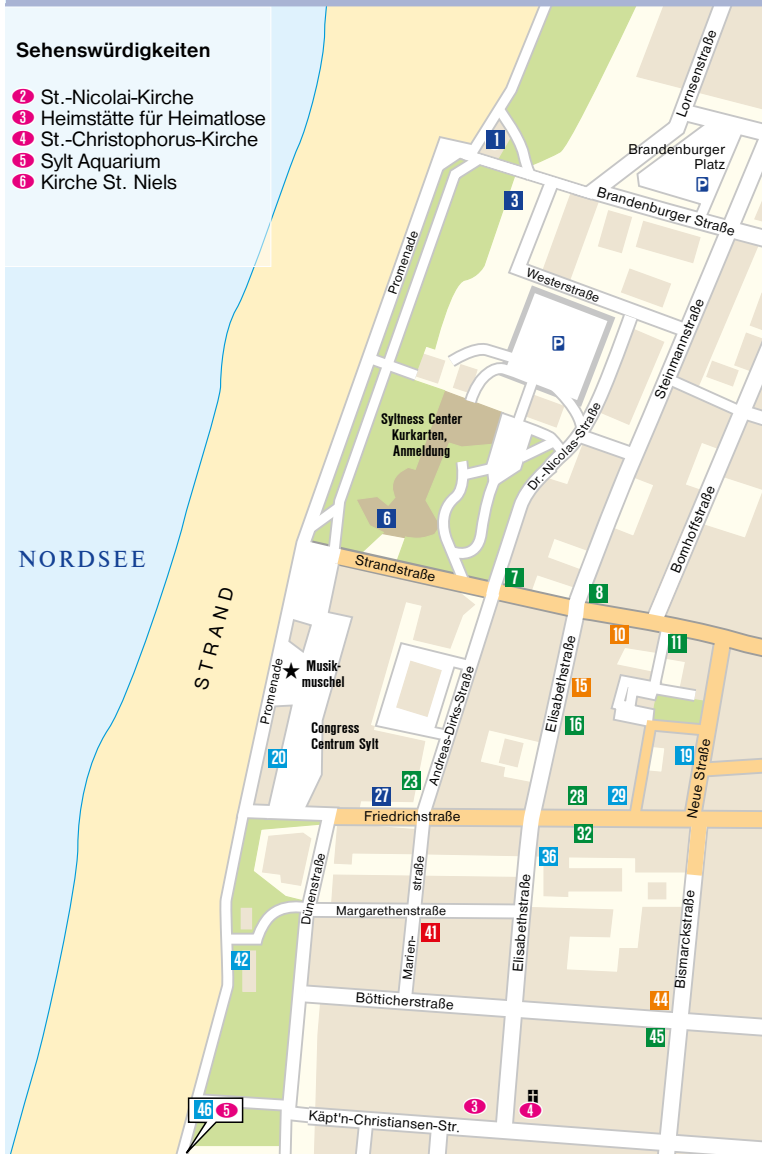 Sehenswürdigkeiten
2 St.-Nicolai-Kirche
3 Heimstätte für Heimatlose
4 St.-Christophorus-Kirche
5 Sylt Aquarium
6 Kirche St. Niels
Lornsenstraße
1
Brandenburger
Platz
P
3
Brandenburger Straße
Promenade
Westerstraße
P
Steinmannstraße
Syltness Center
Kurkarten,
Anmeldung
Dr.-Nicolas-Straße
6
Bomhoffstraße
NORDSEE
Strandstraße
7
8
STRAND
10
11
Musik-
muschel
Promenade
15
Elisabethstraße
Andreas-Dirks-Straße
16
Congress
Centrum Sylt
20
19
Neue Straße
23
27
28
29
Friedrichstraße
32
36
Dünenstraße
straße
Marien-
Margarethenstraße
Elisabethstraße
41
Bismarckstraße
42
Bötticherstraße
44
45
46 5
3
4
Käpt'n-Christiansen-Str.